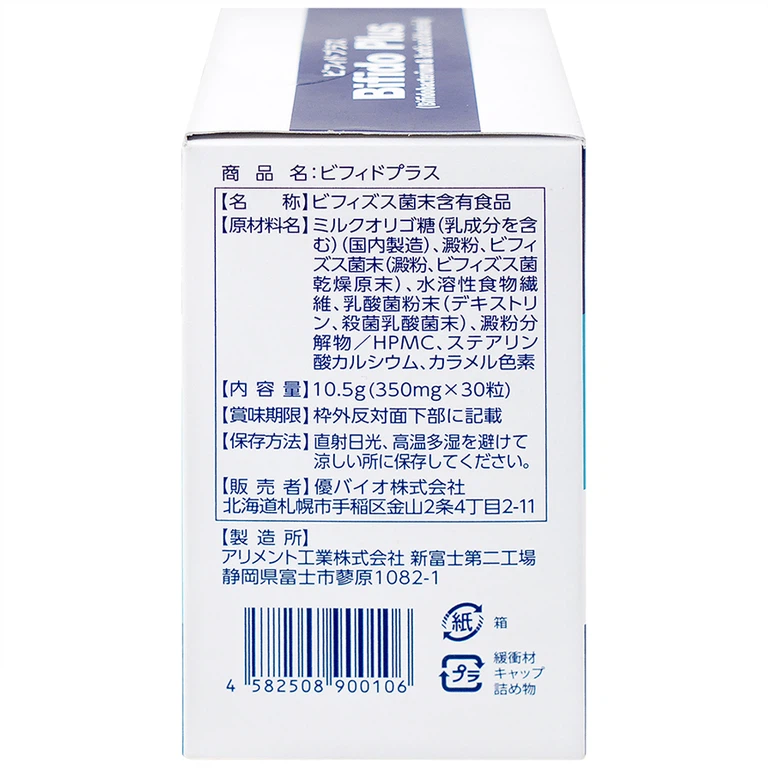 ビフィドプラス
Bifido Plus
(Bifidobacterium & lacticacidbacteria)
商品名:ビフィドプラス
【名称】ビフィズス菌末含有食品
【原材料名】ミルクオリゴ糖(乳成分を含
む)(国内製造)、澱粉、ビフィ
ズス菌末(澱粉、ビフィズス菌
乾燥原末)、水溶性食物繊
維、乳酸菌粉末(デキストリ
ン、殺菌乳酸菌末)、澱粉分
解物/HPMC、ステアリン
酸カルシウム、カラメル色素
【内容量】10.5g(350mg×30粒)
【賞味期限】枠外反対面下部に記載
【保存方法】直射日光、高温多湿を避けて
涼しい所に保存してください。
【販売者】優バイオ株式会社
北海道札幌市手稲区金山2条4丁目2-11
【製造所】
アリメント工業株式会社 新富士第二工場
静岡県富士市蓼原1082-1
紙 箱
プラ 緩衝材
キャップ
詰め物
4 582508 900106